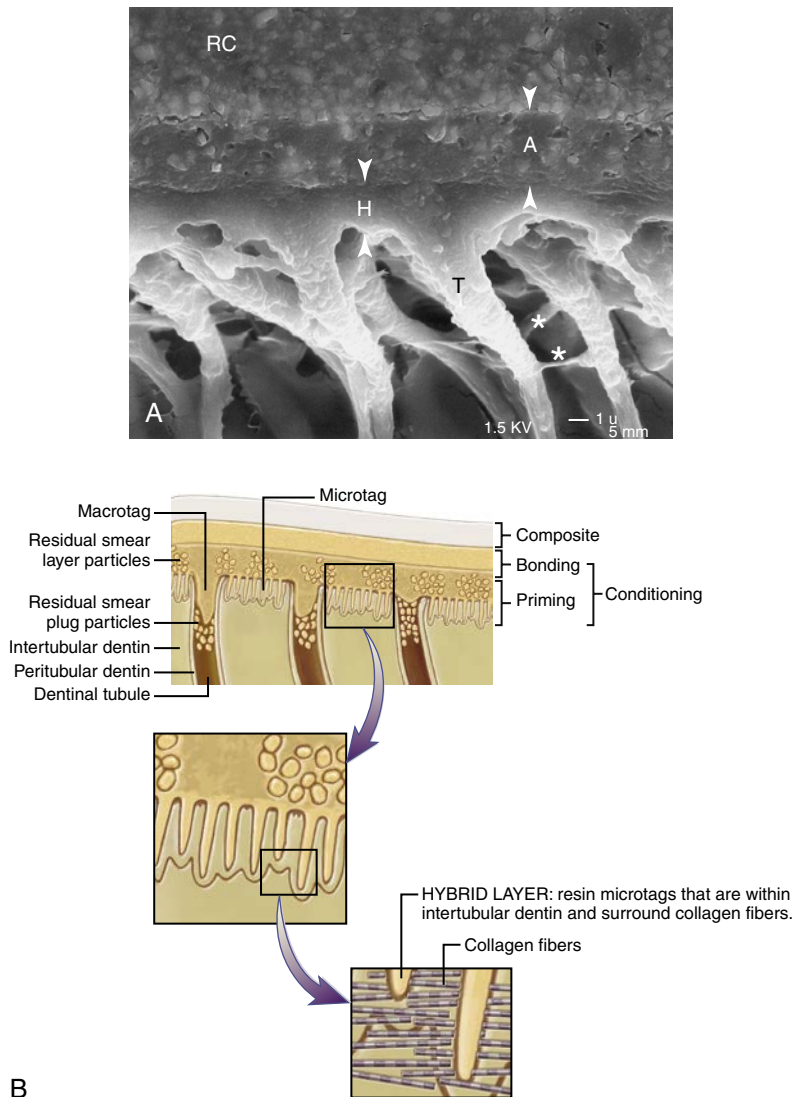 RC
A
H
T
*
*
A
1.5 KV
1 u
5 mm
Microtag
Macrotag
Residual smear
layer particles
Residual smear
plug particles
Intertubular dentin
Peritubular dentin
Dentinal tubule
Composite
Bonding
Priming
Conditioning
HYBRID LAYER: resin microtags that are within
intertubular dentin and surround collagen fibers.
Collagen fibers
B